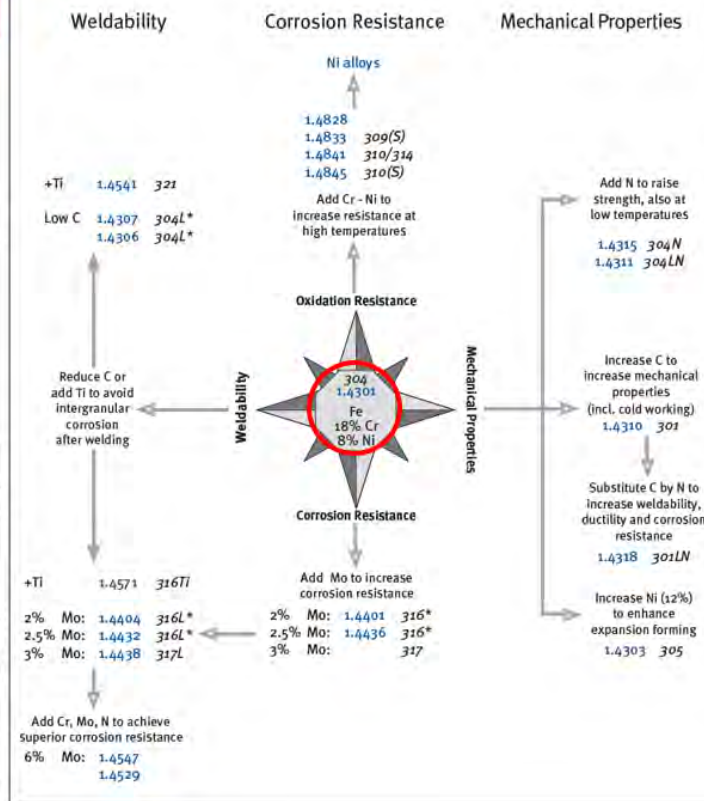 Weldability
Corrosion Resistance
Mechanical Properties
Ni alloys
1.4828
1.4833 309(S)
1.4841 310/314
1.4845 310(S)
Add Cr - Ni to
increase resistance at
high temperatures
Oxidation Resistance
+Ti 1.4541 321
Low C 1.4307 304L*
1.4306 304L*
Reduce C or
add Ti to avoid
intergranular
corrosion
after welding
Weldability
304
1.4301
Fe
18% Cr
8% Ni
Mechanical Properties
Corrosion Resistance
Add N to raise
strength, also at
low temperatures
1.4315 304N
1.4311 304LN
Increase C to
increase mechanical
properties
(incl. cold working)
1.4310 301
Substitute C by N to
increase weldability,
ductility and corrosion
resistance
1.4318 301LN
Increase Ni (12%)
to enhance
expansion forming
1.4303 305
Add Mo to increase
corrosion resistance
2% Mo: 1.4401 316*
2.5% Mo: 1.4436 316*
3% Mo: 317
+Ti 1.4571 316Ti
2% Mo: 1.4404 316L*
2.5% Mo: 1.4432 316L*
3% Mo: 1.4438 317L
Add Cr, Mo, N to achieve
superior corrosion resistance
6% Mo: 1.4547
1.4529